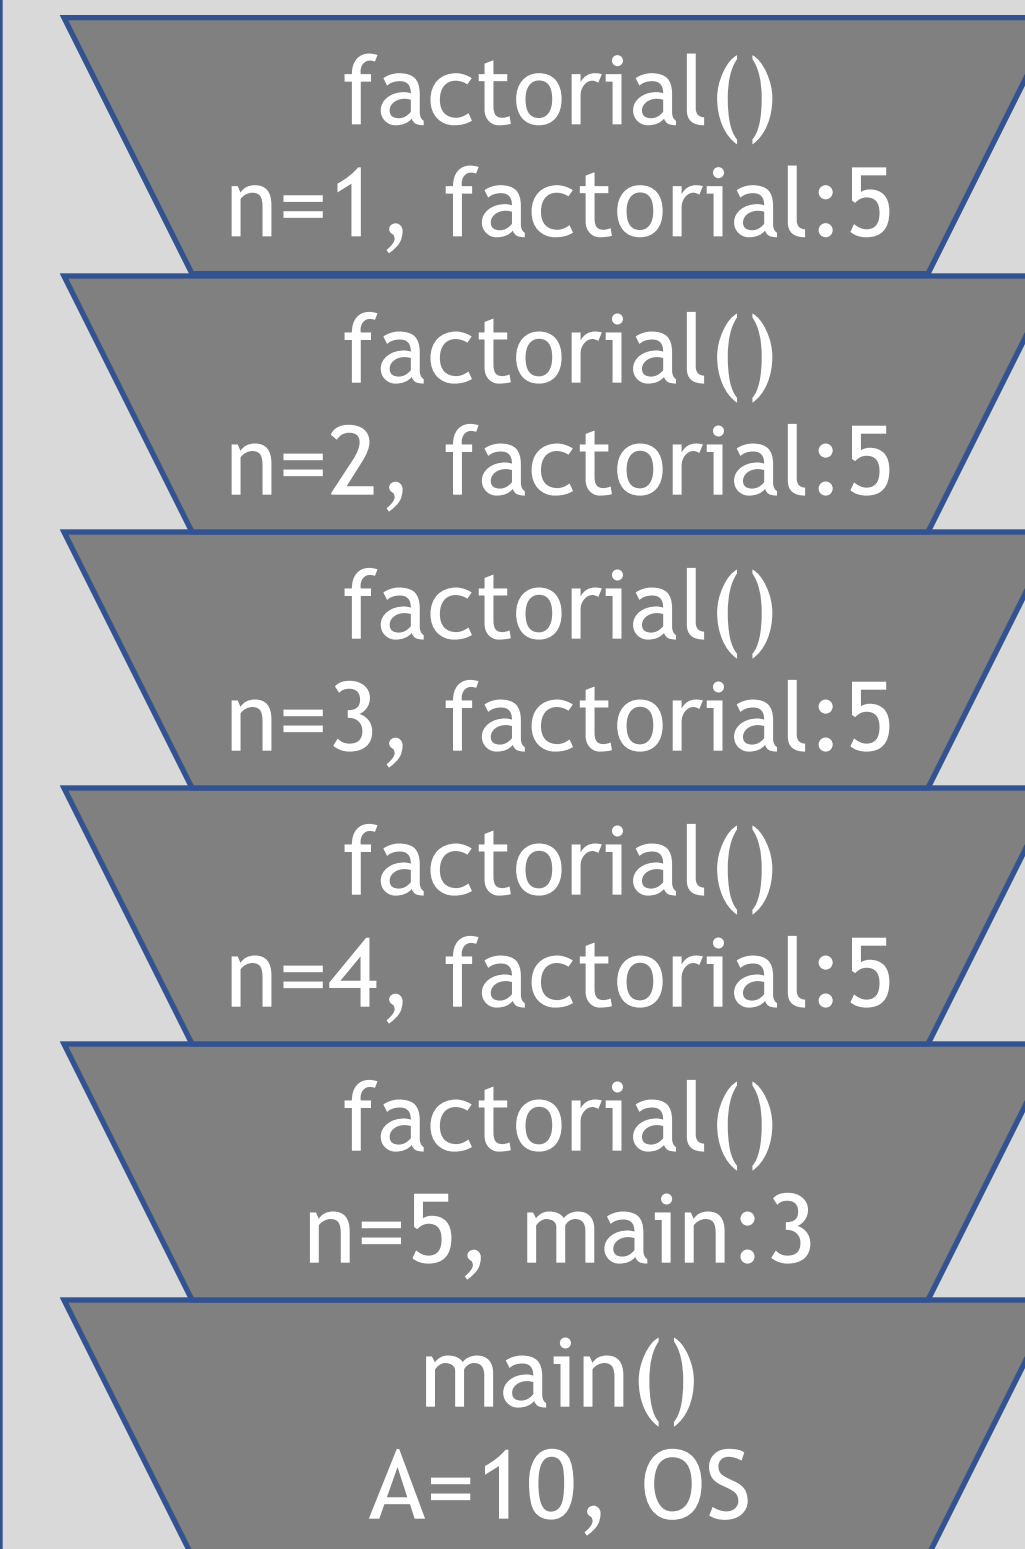 factorial()
n=1, factorial:5
factorial()
n=2, factorial:5
factorial()
n=3, factorial:5
factorial()
n=4, factorial:5
factorial()
n=5, main:3
main()
A=10, OS